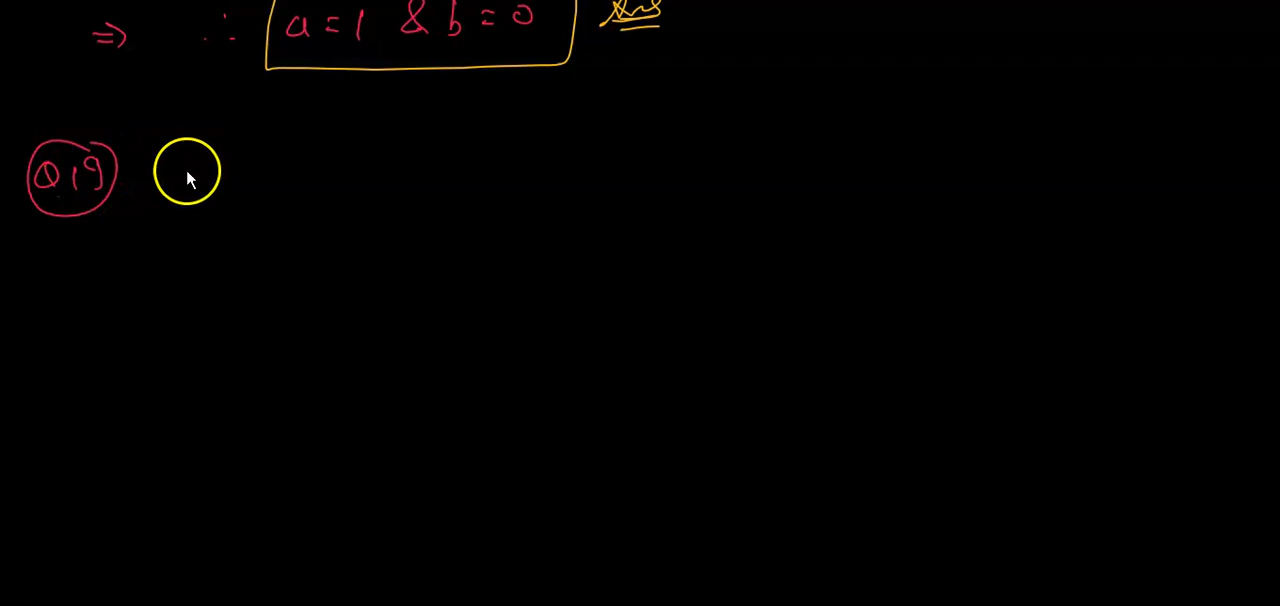 ⇒ ∴ a = 1 & b = 0 Ans
Q19